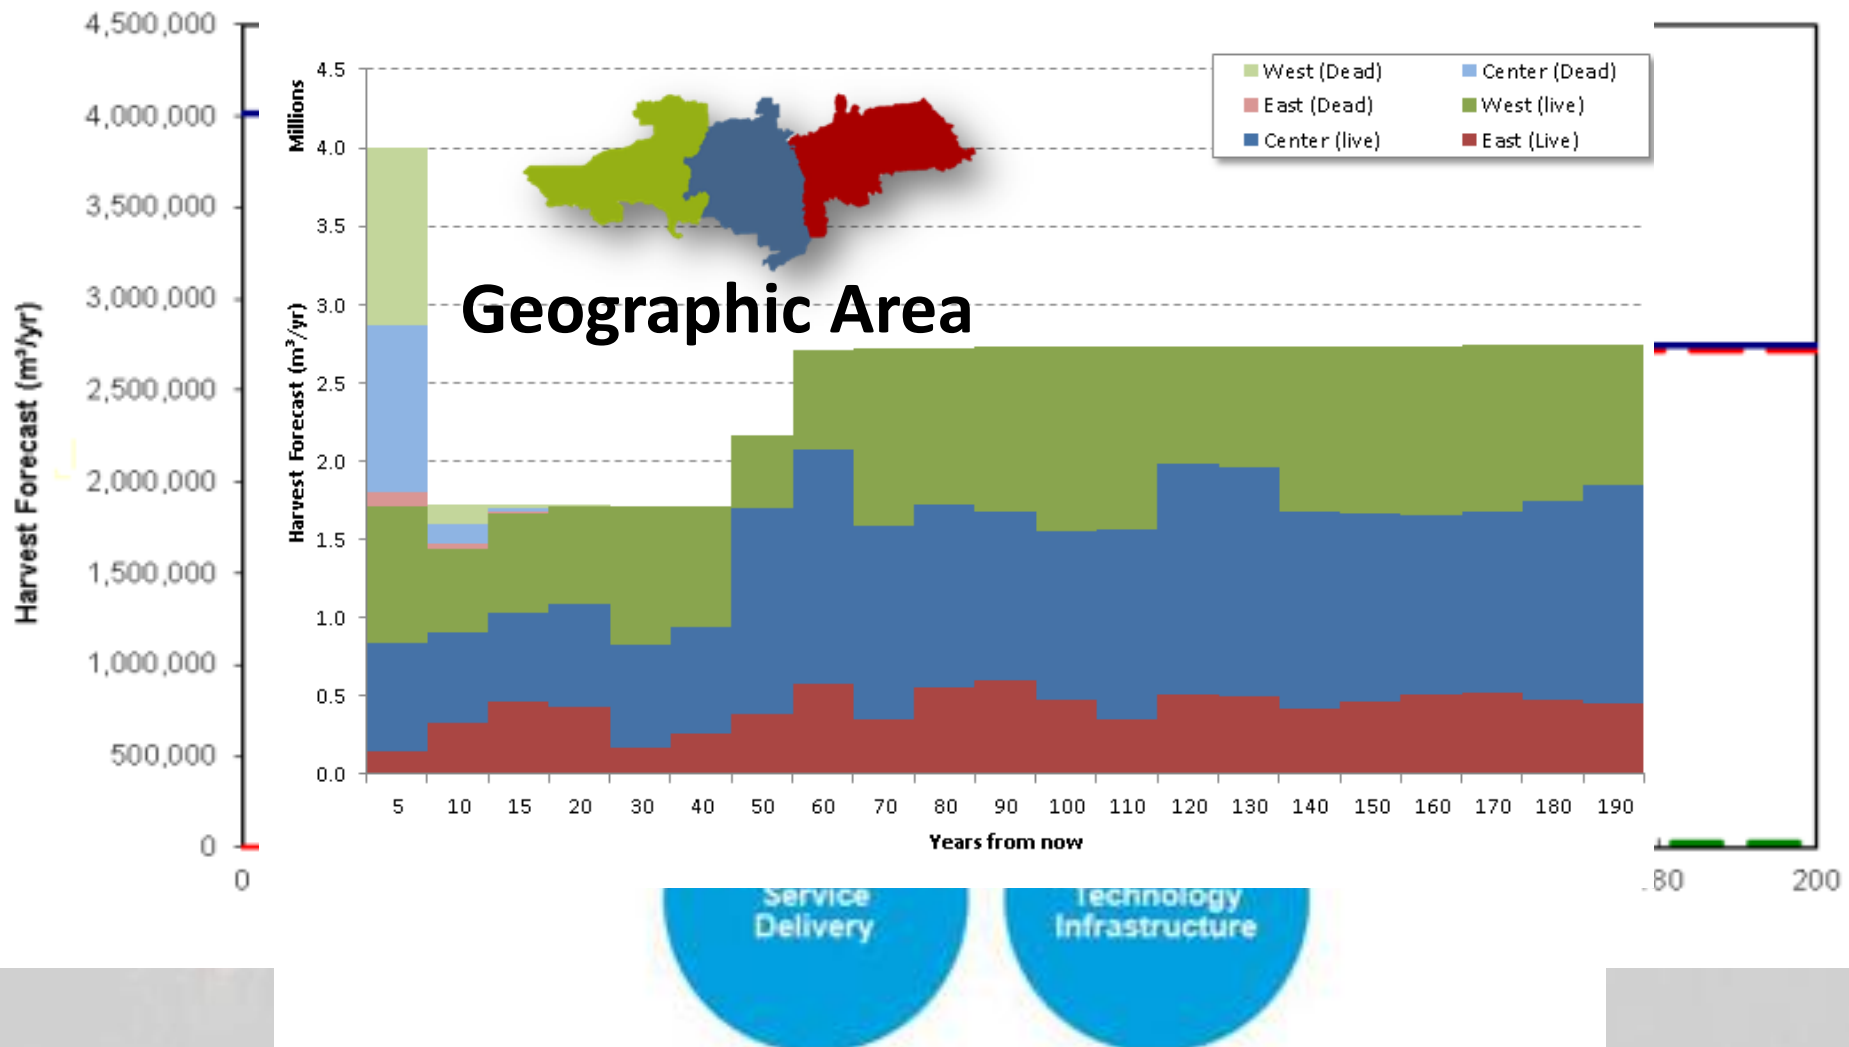 4,500,000
4,000,000
3,500,000
3,000,000
2,500,000
2,000,000
1,500,000
1,000,000
500,000
0
Harvest Forecast (m³/yr)
0
80
200
Millions
Harvest Forecast (m³/yr)
4.5
4.0
3.5
3.0
2.5
2.0
1.5
1.0
0.5
0.0
West (Dead) Center (Dead)
East (Dead) West (live)
Center (live) East (Live)
Geographic Area
5 10 15 20 30 40 50 60 70 80 90 100 110 120 130 140 150 160 170 180 190
Years from now
Service
Delivery
Technology
Infrastructure